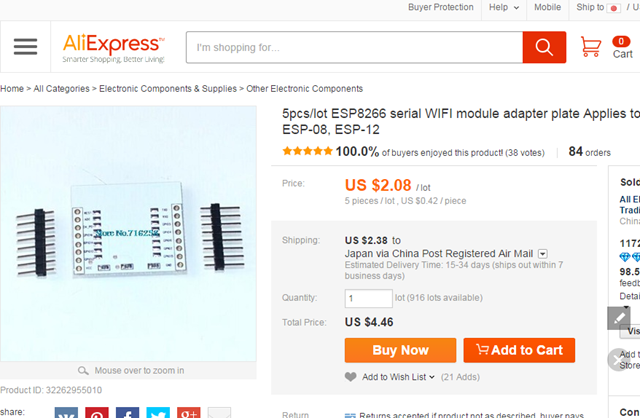 Buyer Protection Help Mobile Ship to / U
AliExpress™
Smarter Shopping, Better Living!
I'm shopping for...
0
Cart
Home > All Categories > Electronic Components & Supplies > Other Electronic Components
5pcs/lot ESP8266 serial WIFI module adapter plate Applies to
ESP-08, ESP-12
100.0% of buyers enjoyed this product! (38 votes) 84 orders
Price: US $2.08 / lot
5 pieces / lot , US $0.42 / piece
Shipping: US $2.38 to
Japan via China Post Registered Air Mail
Estimated Delivery Time: 15-34 days (ships out within 7
business days)
Quantity: 1 lot (916 lots available)
Total Price: US $4.46
Buy Now Add to Cart
Add to Wish List (21 Adds)
Return Returns accepted if product not as described, buyer pays
Sold
All E
Tradi
China
1172
98.5
feedb
Detai
Vis
Add t
Store
Mouse over to zoom in
Product ID: 32262955010
share: